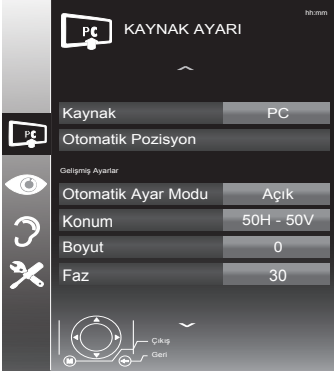 PC
KAYNAK AYARI
hh:mm
Kaynak PC
Otomatik Pozisyon
PC
Gelişmiş Ayarlar
Otomatik Ayar Modu Açık
Konum 50H - 50V
Boyut 0
Faz 30
Çıkış
M
Geri